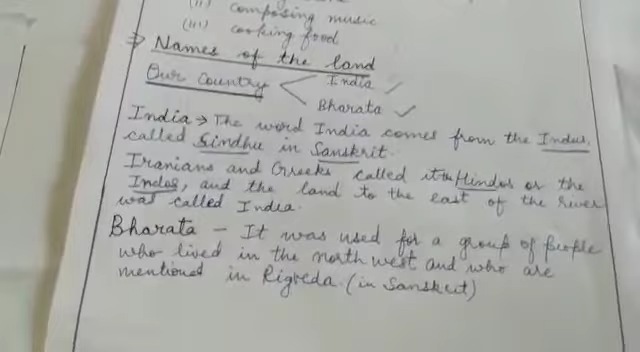 (ii) composing music
(iii) cooking food
⇒ Names of the land
Our country < India ✓
Bharata ✓
India → The word India comes from the Indus,
called Sindhu in Sanskrit.
Iranians and Greeks called it the Hindos or the
Indos, and the land to the east of the river
was called India.
Bharata - It was used for a group of people
who lived in the north west and who are
mentioned in Rigveda. (in Sanskrit)